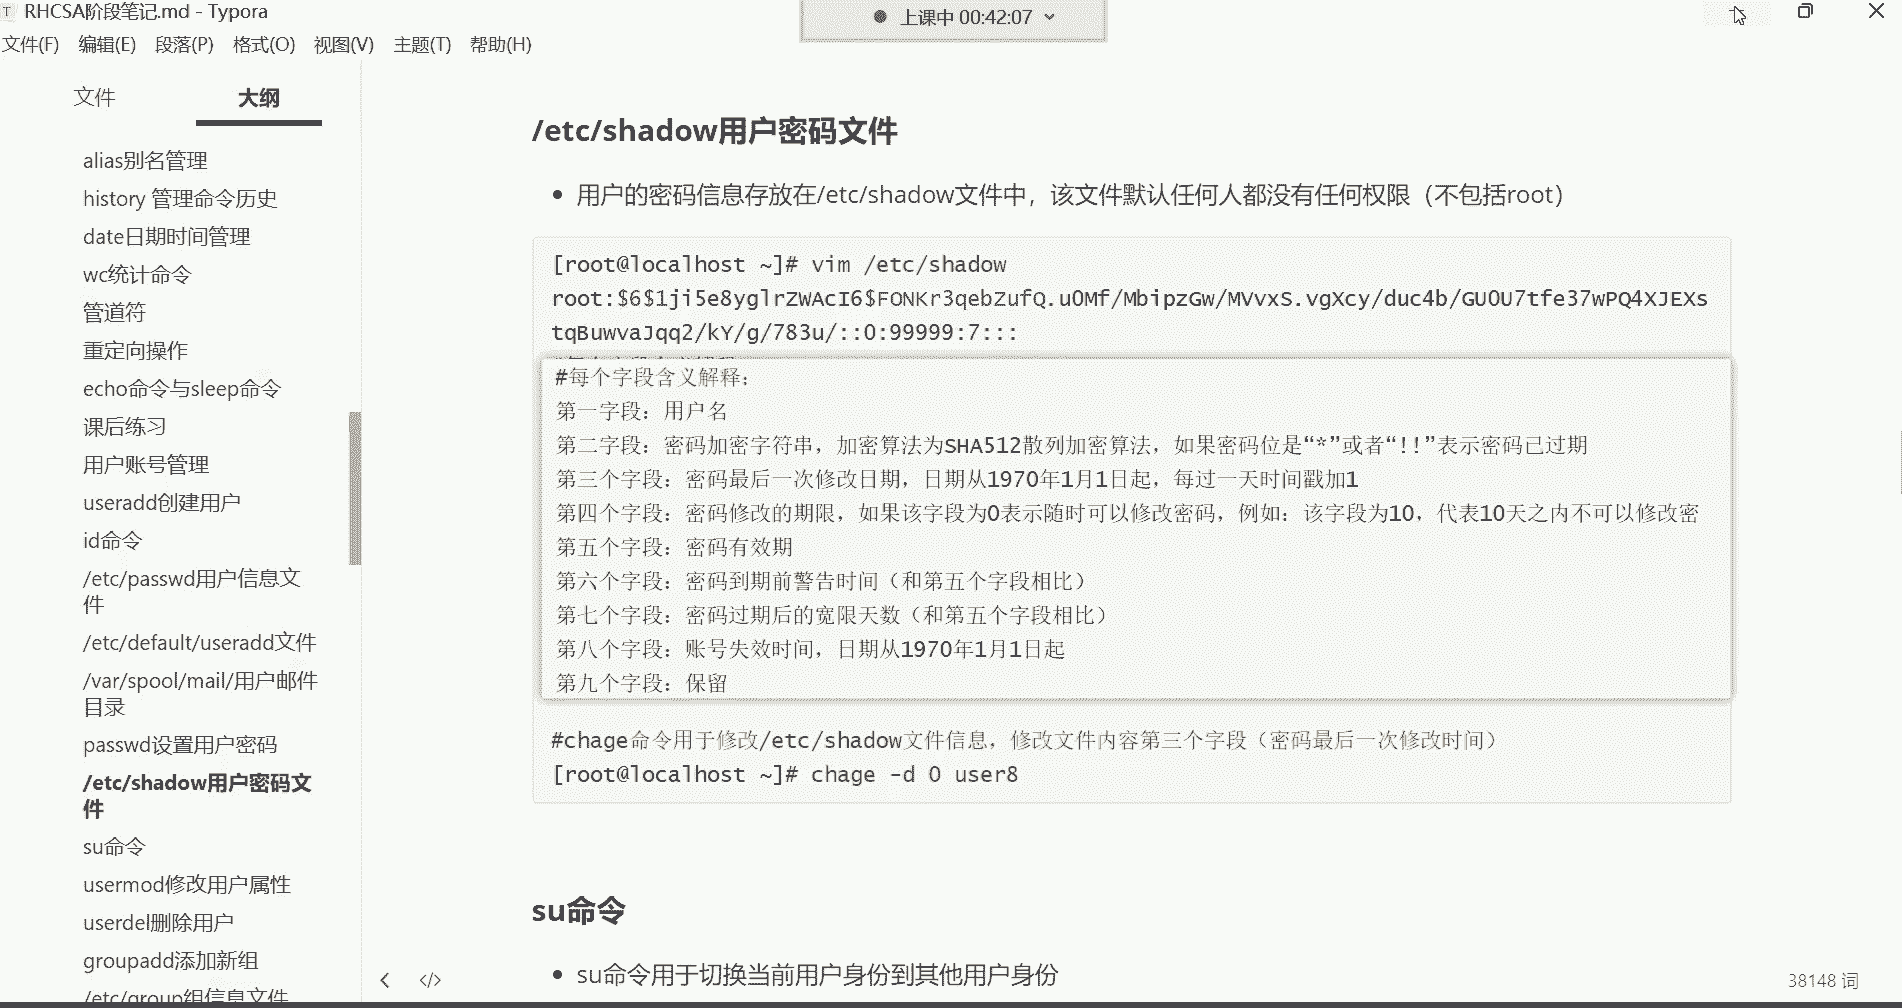 RHCSA阶段笔记.md - Typora
上课中 00:42:07
文件(F) 编辑(E) 段落(P) 格式(O) 视图(V) 主题(T) 帮助(H)
文件 大纲
alias别名管理
history 管理命令历史
date日期时间管理
wc统计命令
管道符
重定向操作
echo命令与sleep命令
课后练习
用户账号管理
useradd创建用户
id命令
/etc/passwd用户信息文
件
/etc/default/useradd文件
/var/spool/mail/用户邮件
目录
passwd设置用户密码
/etc/shadow用户密码文
件
su命令
usermod修改用户属性
userdel删除用户
groupadd添加新组
/etc/group组信息文件
/etc/shadow用户密码文件
用户的密码信息存放在/etc/shadow文件中，该文件默认任何人都没有任何权限（不包括root）
[root@localhost ~]# vim /etc/shadow
root:$6$1ji5e8yglrZWAcI6$FONKr3qebZufQ.u0Mf/MbipzGw/MVvxS.vgXcy/duc4b/GU0U7tfe37wPQ4XJEXs
tqBuwvaJqq2/kY/g/783u/::0:99999:7:::
#每个字段含义解释：
第一字段：用户名
第二字段：密码加密字符串，加密算法为SHA512散列加密算法，如果密码位是“*”或者“!!”表示密码已过期
第三个字段：密码最后一次修改日期，日期从1970年1月1日起，每过一天时间戳加1
第四个字段：密码修改的期限，如果该字段为0表示随时可以修改密码，例如：该字段为10，代表10天之内不可以修改密
第五个字段：密码有效期
第六个字段：密码到期前警告时间（和第五个字段相比）
第七个字段：密码过期后的宽限天数（和第五个字段相比）
第八个字段：账号失效时间，日期从1970年1月1日起
第九个字段：保留
#chage命令用于修改/etc/shadow文件信息，修改文件内容第三个字段（密码最后一次修改时间）
[root@localhost ~]# chage -d 0 user8
su命令
su命令用于切换当前用户身份到其他用户身份
38148 词